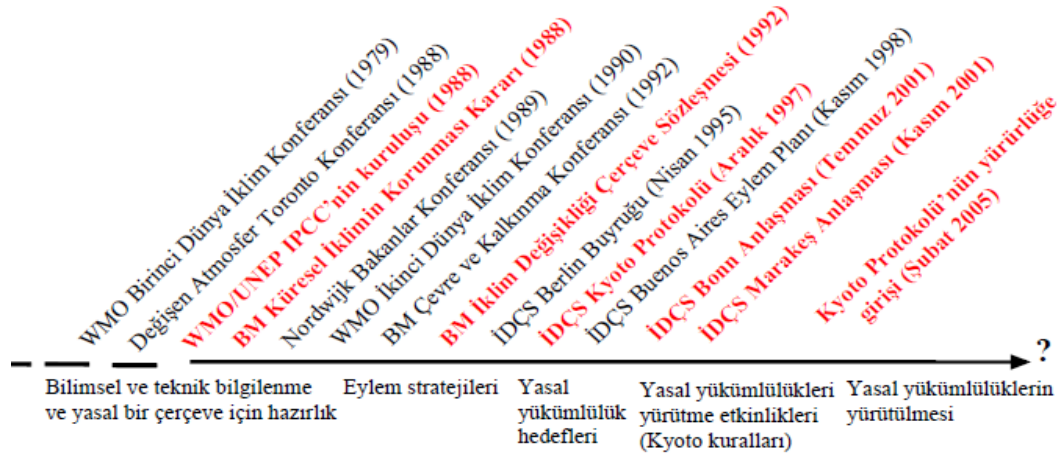 WMO Birinci Dünya İklim Konferansı (1979)
Değişen Atmosfer Toronto Konferansı (1988)
WMO/UNEP IPCC’nin kuruluşu (1988)
BM Küresel İklimin Korunması Kararı (1988)
Nordwijk Bakanlar Konferansı (1989)
WMO İkinci Dünya İklim Konferansı (1990)
BM Çevre ve Kalkınma Konferansı (1992)
BM İklim Değişikliği Çerçeve Sözleşmesi (1992)
İDÇS Berlin Buyruğu (Nisan 1995)
İDÇS Kyoto Protokolü (Aralık 1997)
İDÇS Buenos Aires Eylem Planı (Kasım 1998)
İDÇS Bonn Anlaşması (Temmuz 2001)
İDÇS Marakeş Anlaşması (Kasım 2001)
Kyoto Protokolü’nün yürürlüğe
girişi (Şubat 2005)
?
Bilimsel ve teknik bilgilenme
ve yasal bir çerçeve için hazırlık
Eylem stratejileri
Yasal
yükümlülük
hedefleri
Yasal yükümlülükleri
yürütme etkinlikleri
(Kyoto kuralları)
Yasal yükümlülüklerin
yürütülmesi